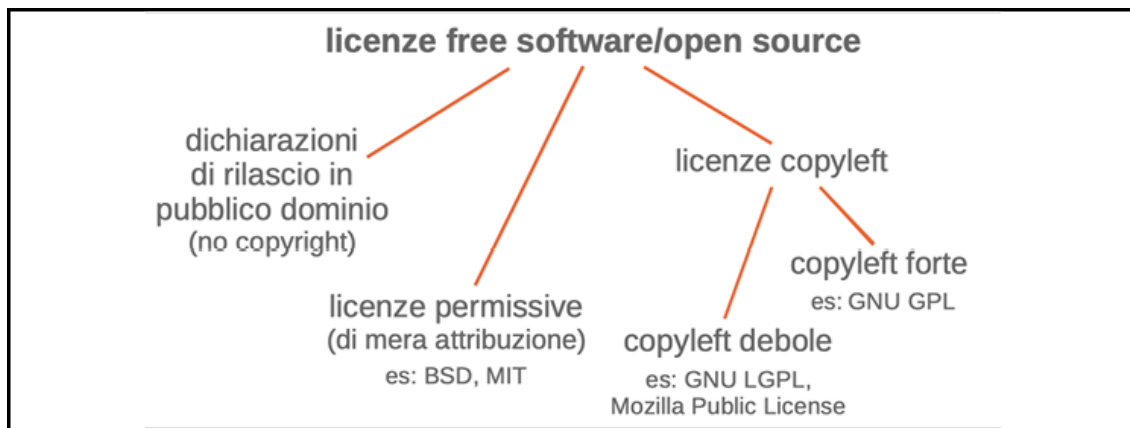 licenze free software/open source
dichiarazioni
di rilascio in
pubblico dominio
(no copyright)
licenze permissive
(di mera attribuzione)
es: BSD, MIT
licenze copyleft
copyleft debole
es: GNU LGPL,
Mozilla Public License
copyleft forte
es: GNU GPL